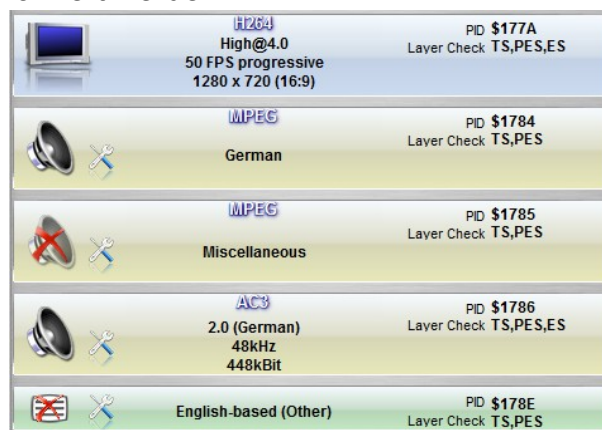 H264
High@4.0
50 FPS progressive
1280 x 720 (16:9)
PID $177A
Layer Check TS,PES,ES
MPEG
German
PID $1784
Layer Check TS,PES
MPEG
Miscellaneous
PID $1785
Layer Check TS,PES
AC3
2.0 (German)
48kHz
448kBit
PID $1786
Layer Check TS,PES,ES
English-based (Other)
PID $178E
Layer Check TS,PES